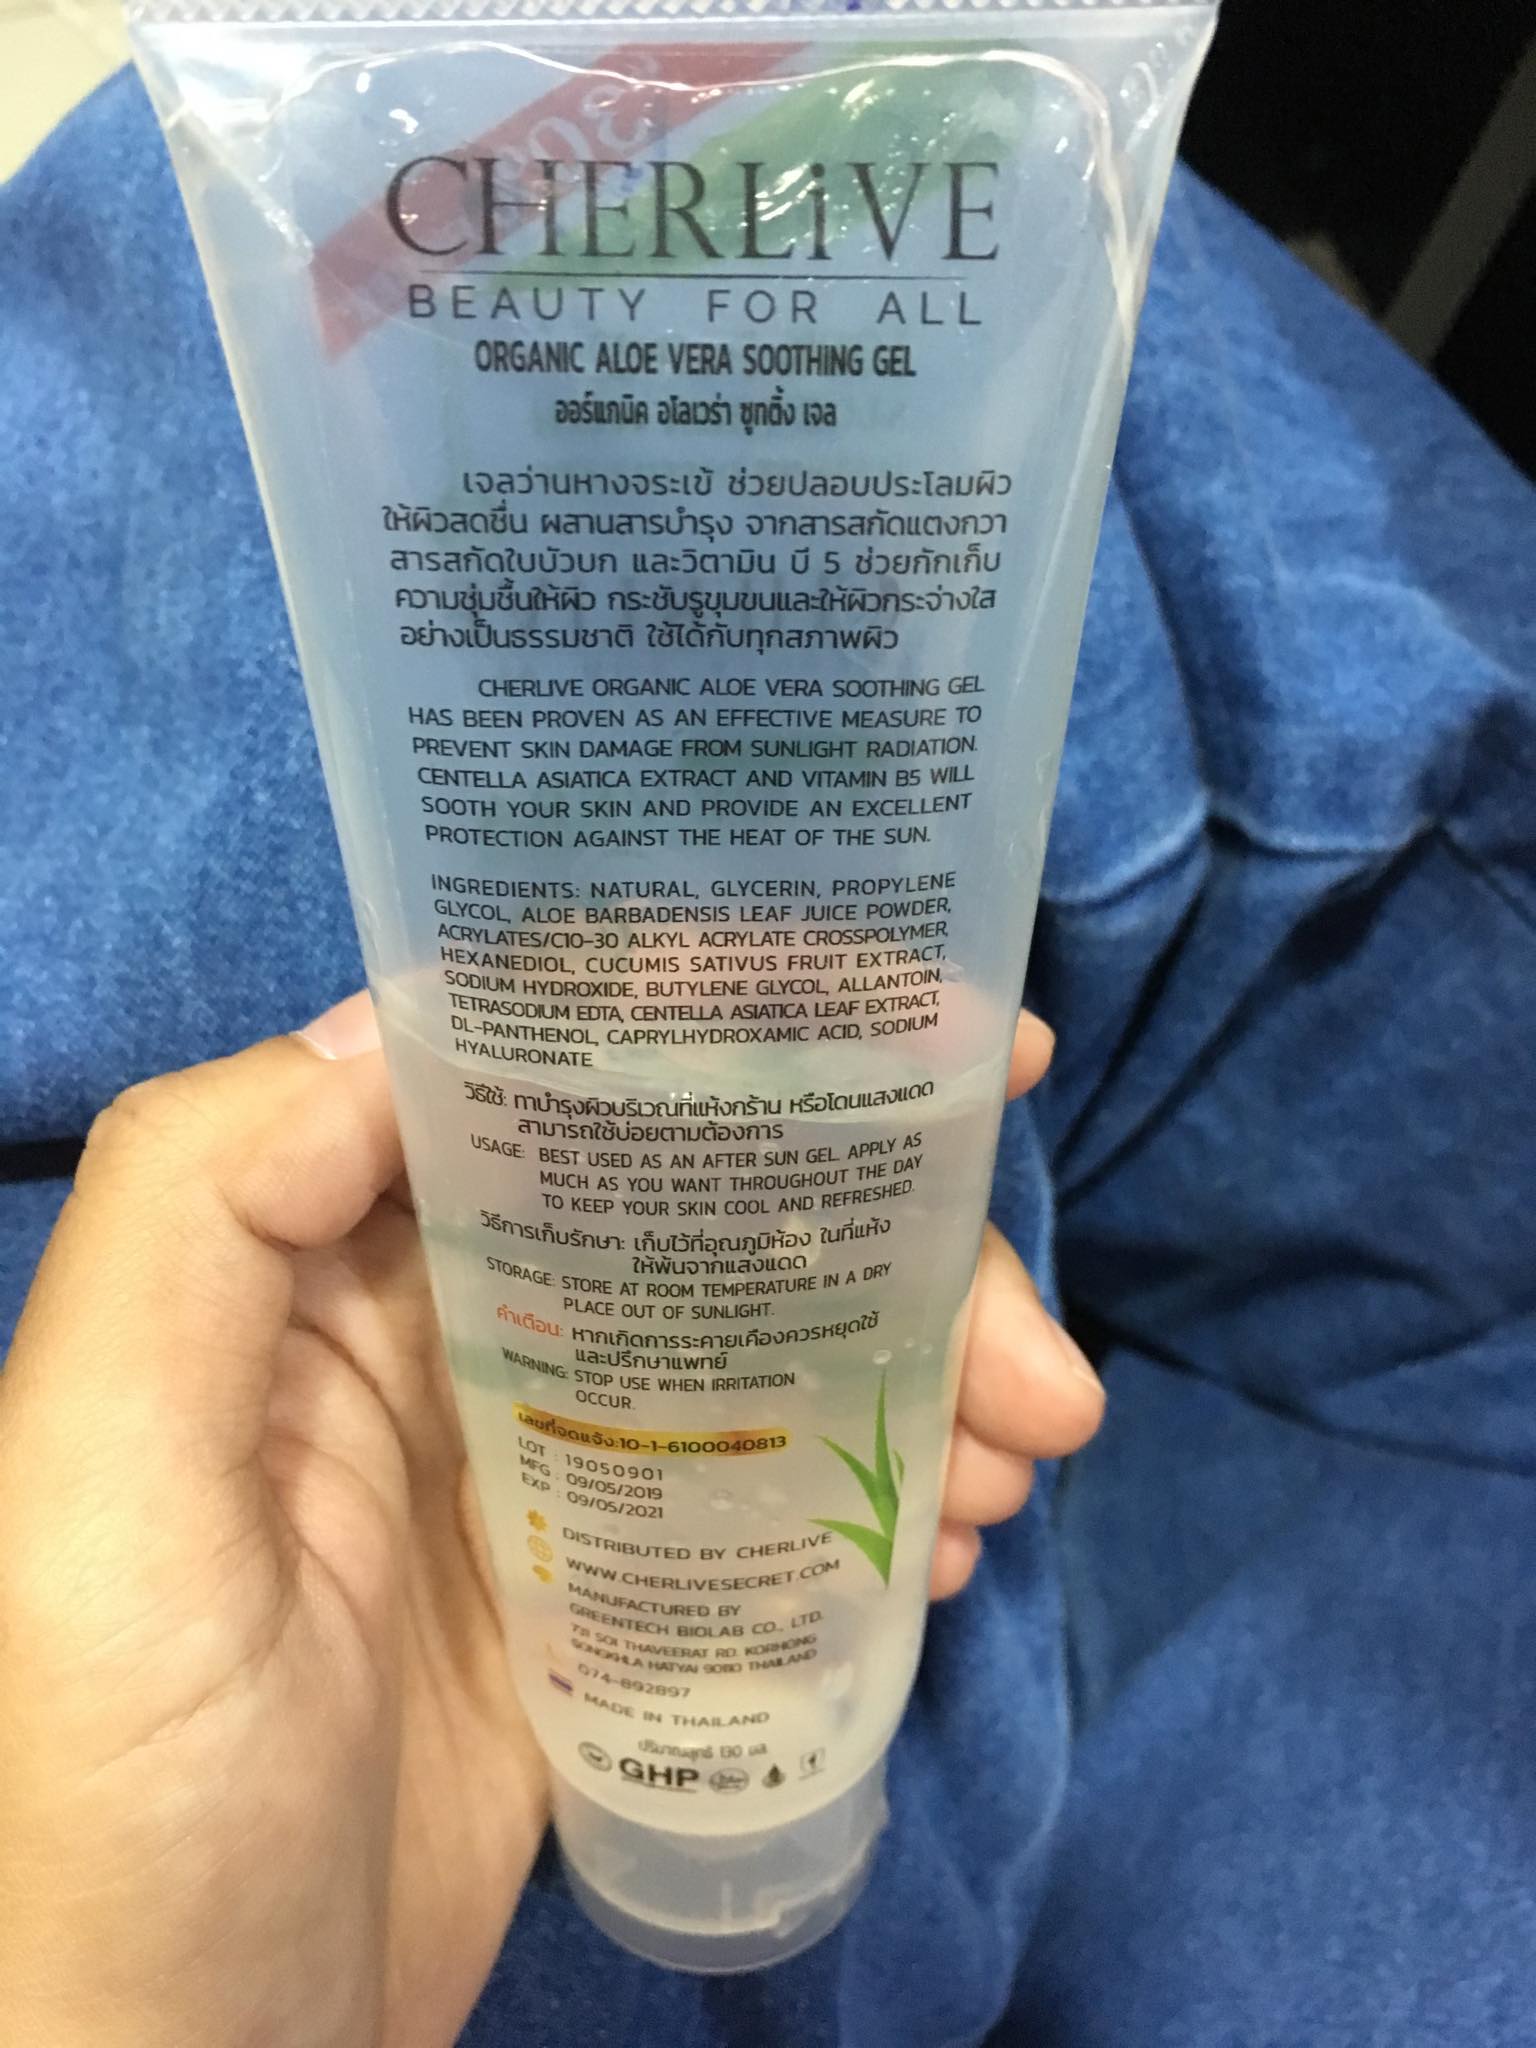 CHERLiVE
BEAUTY FOR ALL
ORGANIC ALOE VERA SOOTHiNG GEL
ออร์แกนิค อโลเวร่า ซูทติ้ง เจล
เจลว่านหางจระเข้ ช่วยปลอบประโลมผิว
ให้ผิวสดชื่น ผสานสารบำรุง จากสารสกัดแตงกวา
สารสกัดใบบัวบก และวิตามิน บี 5 ช่วยกักเก็บ
ความชุ่มชื้นให้ผิว กระชับรูขุมขนและให้ผิวกระจ่างใส
อย่างเป็นธรรมชาติ ใช้ได้กับทุกสภาพผิว
CHERLIVE ORGANIC ALOE VERA SOOTHING GEL
HAS BEEN PROVEN AS AN EFFECTIVE MEASURE TO
PREVENT SKIN DAMAGE FROM SUNLIGHT RADIATION.
CENTELLA ASIATICA EXTRACT AND VITAMIN B5 WILL
SOOTH YOUR SKIN AND PROVIDE AN EXCELLENT
PROTECTION AGAINST THE HEAT OF THE SUN.
INGREDIENTS: NATURAL, GLYCERIN, PROPYLENE
GLYCOL, ALOE BARBADENSIS LEAF JUICE POWDER,
ACRYLATES/C10-30 ALKYL ACRYLATE CROSSPOLYMER,
HEXANEDIOL, CUCUMIS SATIVUS FRUIT EXTRACT,
SODIUM HYDROXIDE, BUTYLENE GLYCOL, ALLANTOIN,
TETRASODIUM EDTA, CENTELLA ASIATICA LEAF EXTRACT,
DL-PANTHENOL, CAPRYLHYDROXAMIC ACID, SODIUM
HYALURONATE
วิธีใช้: ทาบำรุงผิวบริเวณที่แห้งกร้าน หรือโดนแสงแดด
สามารถใช้บ่อยตามต้องการ
USAGE: BEST USED AS AN AFTER SUN GEL. APPLY AS
MUCH AS YOU WANT THROUGHOUT THE DAY
TO KEEP YOUR SKIN COOL AND REFRESHED.
วิธีการเก็บรักษา: เก็บไว้ที่อุณภูมิห้อง ในที่แห้ง
ให้พ้นจากแสงแดด
STORAGE: STORE AT ROOM TEMPERATURE IN A DRY
PLACE OUT OF SUNLIGHT.
คำเตือน: หากเกิดการระคายเคืองควรหยุดใช้
และปรึกษาแพทย์
WARNING: STOP USE WHEN IRRITATION
OCCUR.
เลขที่จดแจ้ง:10-1-6100040813
LOT : 19050901
MFG : 09/05/2019
EXP : 09/05/2021
DISTRIBUTED BY CHERLIVE
WWW.CHERLIVESECRET.COM
MANUFACTURED BY
GREENTECH BIOLAB CO., LTD.
731 SOI THAVEERAT RD. KORHONG
SONGKHLA HATYAI 90110 THAILAND
074-892897
MADE IN THAILAND
ปริมาณสุทธิ 130 มล
GHP